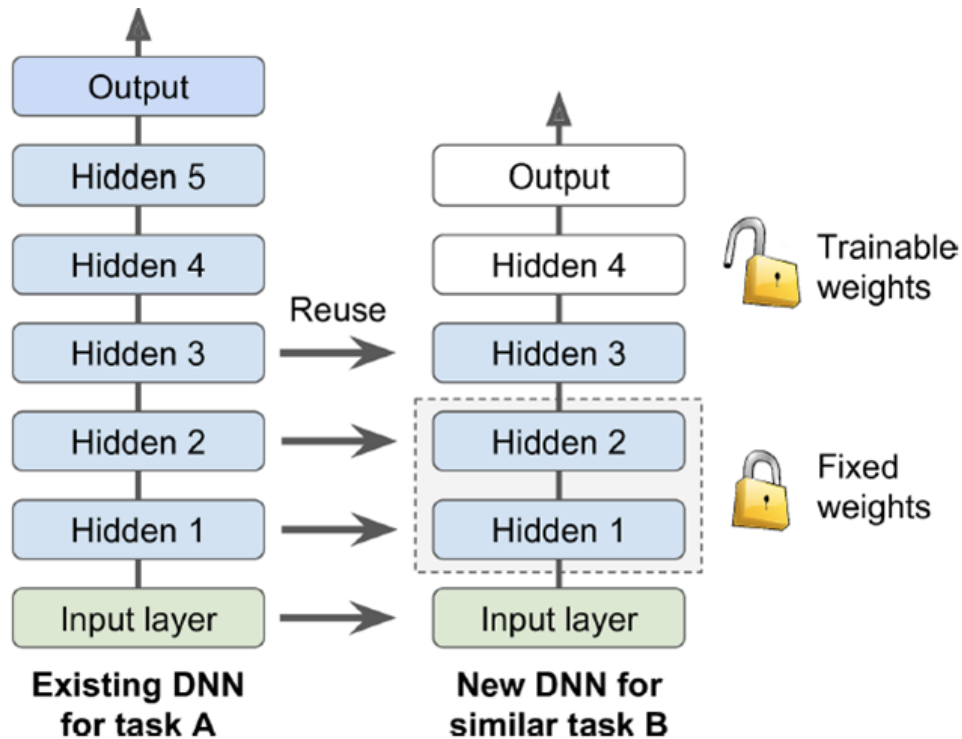 Output
Hidden 5
Hidden 4
Hidden 3
Hidden 2
Hidden 1
Input layer
Existing DNN
for task A
Reuse
Output
Hidden 4
Hidden 3
Hidden 2
Hidden 1
Input layer
New DNN for
similar task B
Trainable
weights
Fixed
weights